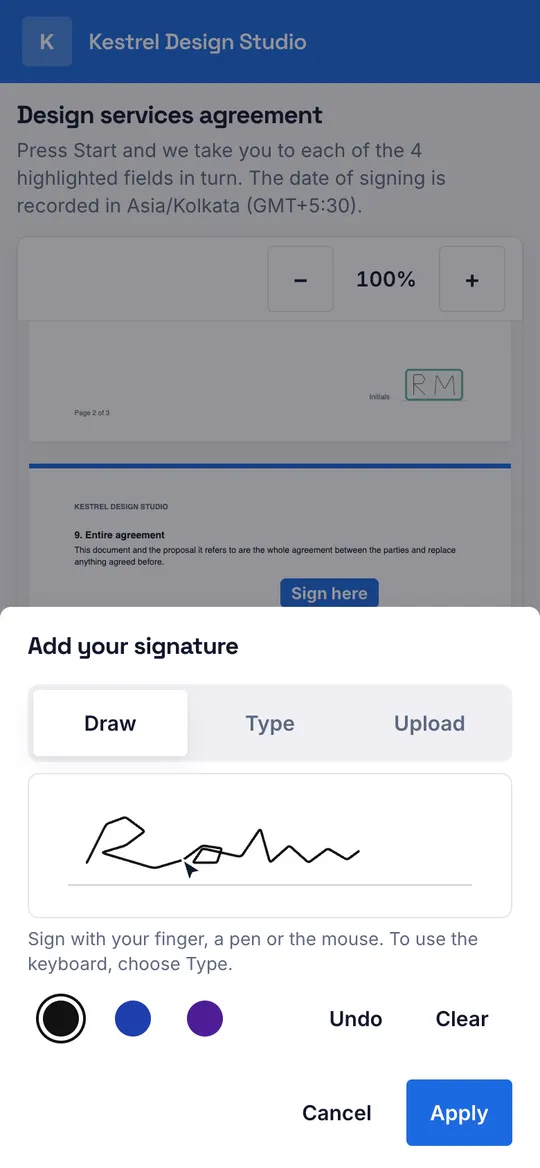 K Kestrel Design Studio
Design services agreement
Press Start and we take you to each of the 4
highlighted fields in turn. The date of signing is
recorded in Asia/Kolkata (GMT+5:30).
− 100% +
Initials RM
Page 2 of 3
KESTREL DESIGN STUDIO
9. Entire agreement
This document and the proposal it refers to are the whole agreement between the parties and replace
anything agreed before.
Sign here
Add your signature
Draw Type Upload
Sign with your finger, a pen or the mouse. To use the
keyboard, choose Type.
Undo Clear
Cancel Apply